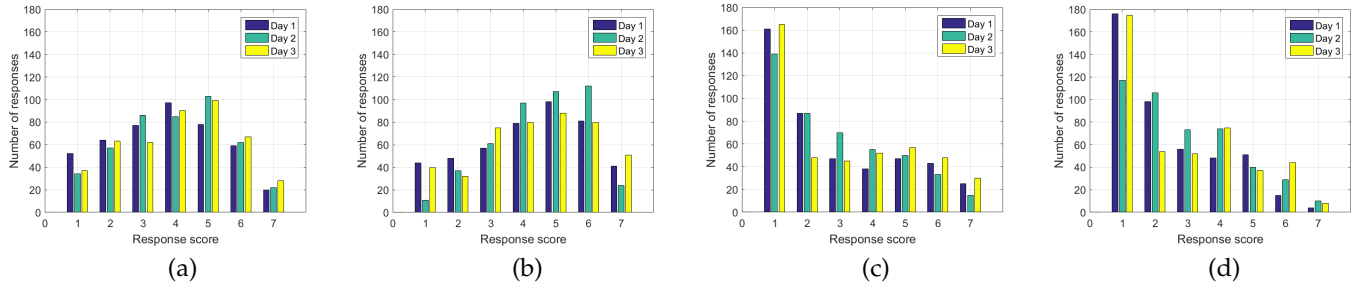 180
160
140
120
100
80
60
40
20
0
Number of responses
Day 1
Day 2
Day 3
0 1 2 3 4 5 6 7
Response score
(a)
180
160
140
120
100
80
60
40
20
0
Number of responses
Day 1
Day 2
Day 3
0 1 2 3 4 5 6 7
Response score
(b)
180
160
140
120
100
80
60
40
20
0
Number of responses
Day 1
Day 2
Day 3
0 1 2 3 4 5 6 7
Response score
(c)
180
160
140
120
100
80
60
40
20
0
Number of responses
Day 1
Day 2
Day 3
0 1 2 3 4 5 6 7
Response score
(d)